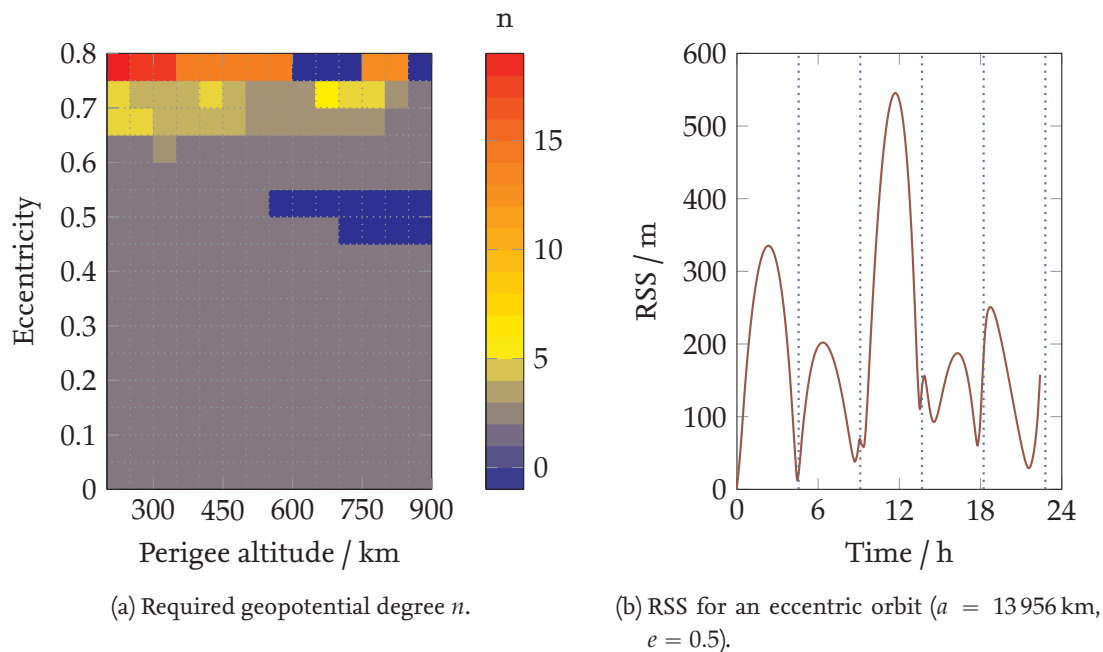 n
0.8
0.7
0.6
0.5
0.4
0.3
0.2
0.1
0
Eccentricity
300 450 600 750 900
Perigee altitude / km
15
10
5
0
(a) Required geopotential degree n.
600
500
400
300
200
100
0
RSS / m
0 6 12 18 24
Time / h
(b) RSS for an eccentric orbit (a = 13 956 km,
e = 0.5).